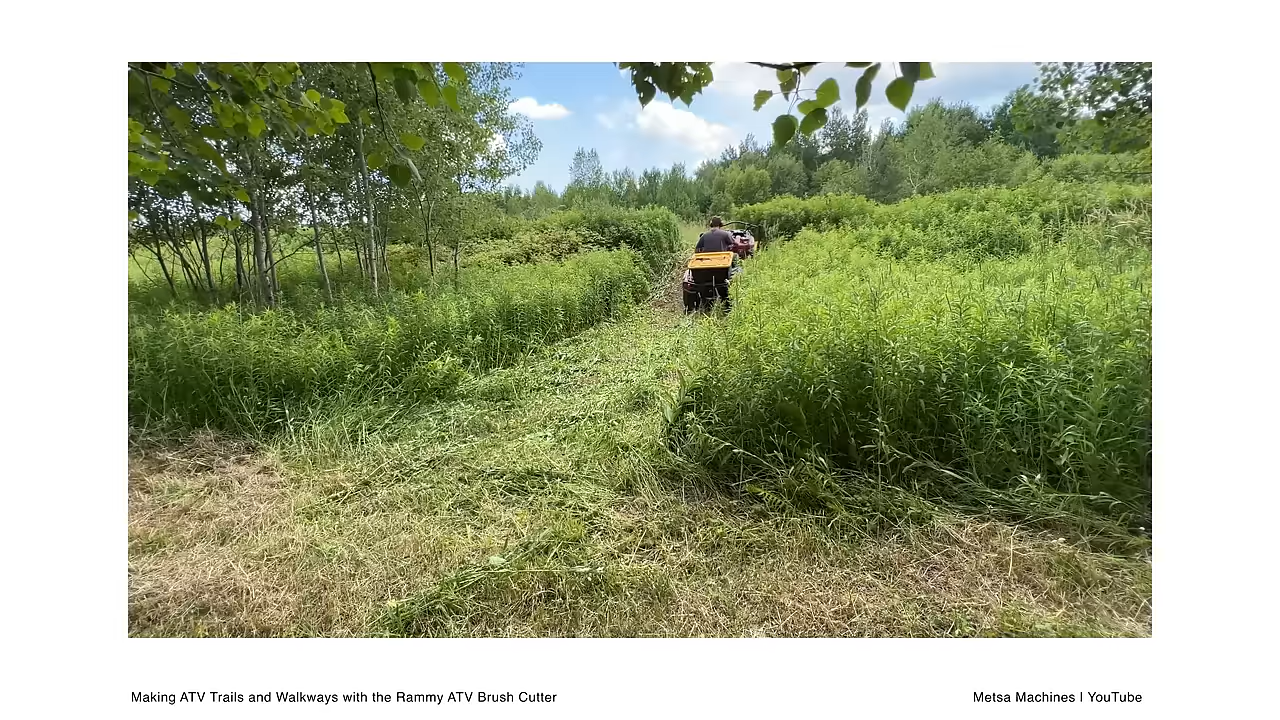 Making ATV Trails and Walkways with the Rammy ATV Brush Cutter
Metsa Machines | YouTube